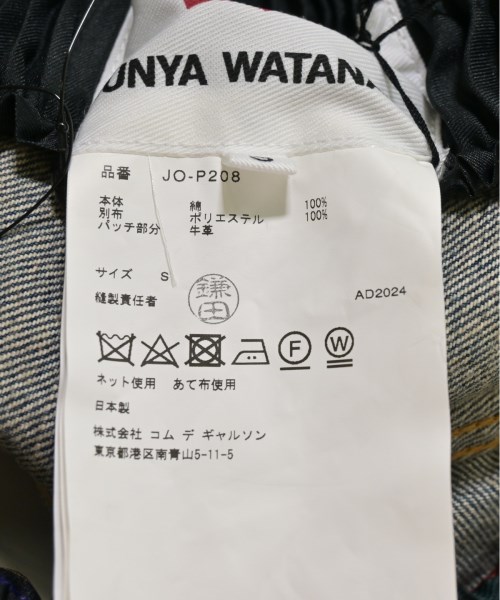 UNYA WATAN
品番 JO-P208
本体 綿 100%
別布 ポリエステル 100%
パッチ部分 牛革
サイズ S
縫製責任者 鎌田
AD2024
F W
ネット使用 あて布使用
日本製
株式会社 コム デ ギャルソン
東京都港区南青山5-11-5